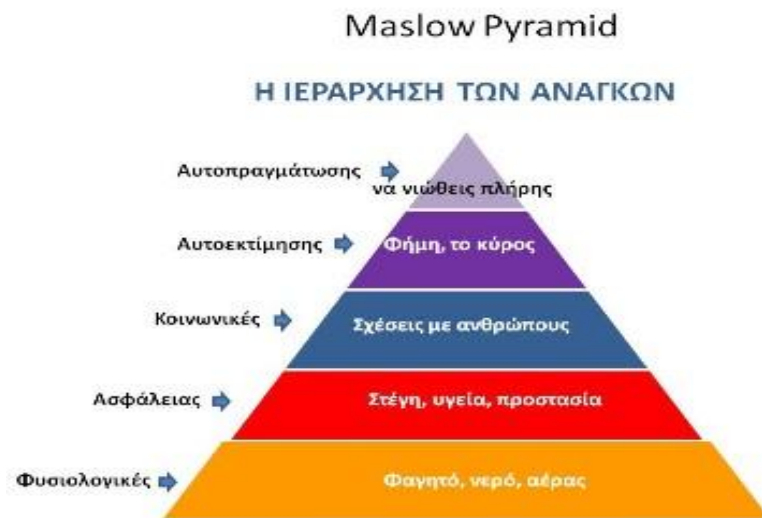 Maslow Pyramid
Η ΙΕΡΑΡΧΗΣΗ ΤΩΝ ΑΝΑΓΚΩΝ
Αυτοπραγμάτωσης
να νιώθεις πλήρης
Αυτοεκτίμησης
Φήμη, το κύρος
Κοινωνικές
Σχέσεις με ανθρώπους
Ασφάλειας
Στέγη, υγεία, προστασία
Φυσιολογικές
Φαγητό, νερό, αέρας